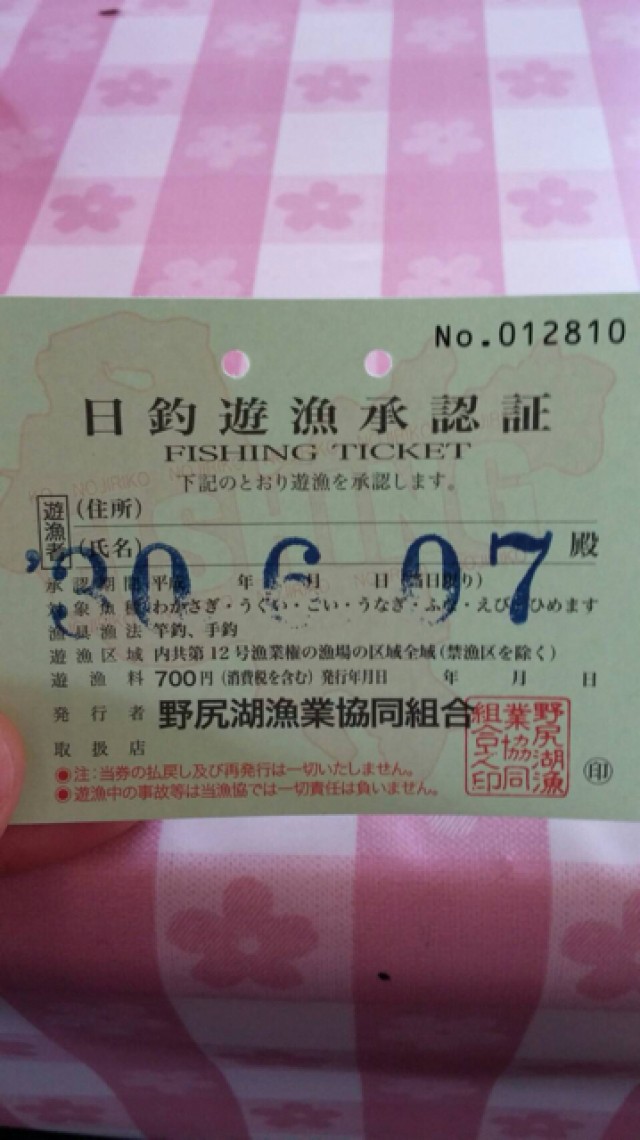 No.012810
日釣遊漁承認証
FISHING TICKET
下記のとおり遊漁を承認します。
遊漁者
(住所)
(氏名) 殿
'30.6.07
承認期間 平成 年 月 日(当日限り)
対象魚種 わかさぎ・うぐい・こい・うなぎ・ふな・えび・ひめます
漁具漁法 竿釣、手釣
遊漁区域 内共第12号漁業権の漁場の区域全域(禁漁区を除く)
遊漁料 700円(消費税を含む) 発行年月日 年 月 日
発行者 野尻湖漁業協同組合
野尻湖漁業協同組合之印
取扱店
印
●注:当券の払戻し及び再発行は一切いたしません。
●遊漁中の事故等は当漁協では一切責任は負いません。